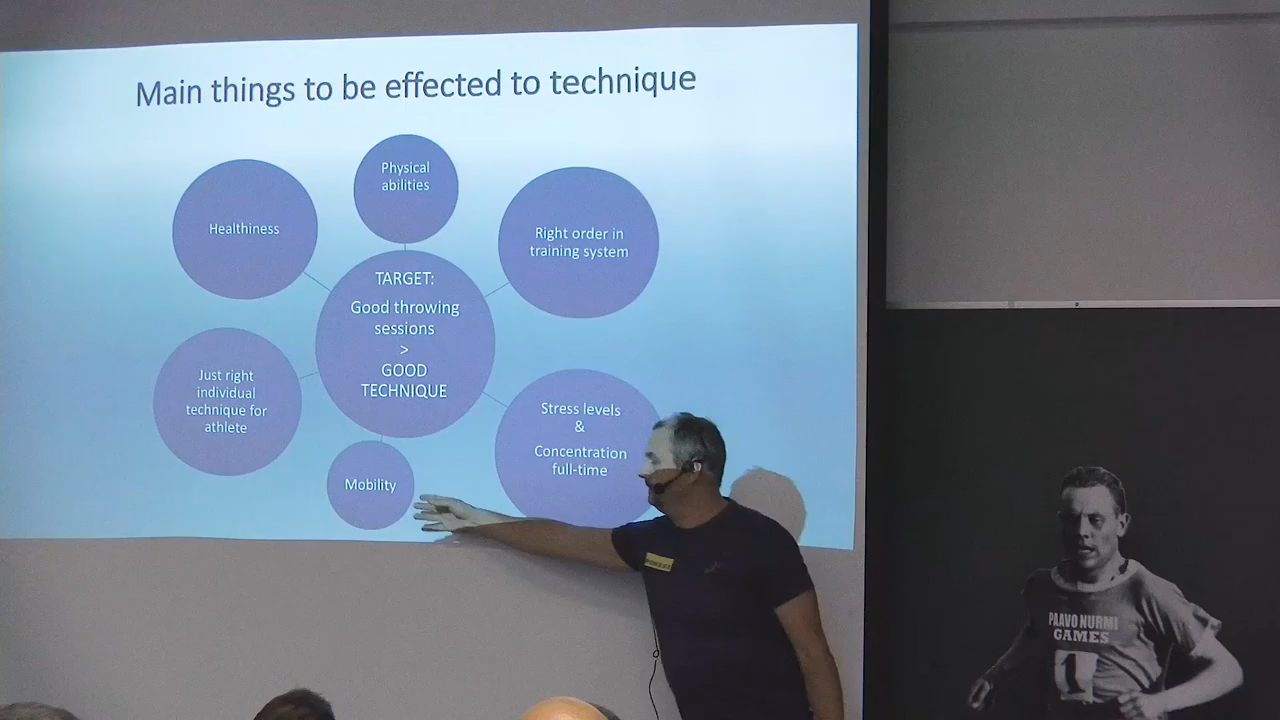 Main things to be effected to technique
Physical
abilities
Healthiness
Right order in
training system
TARGET:
Good throwing
sessions
>
GOOD
TECHNIQUE
Just right
individual
technique for
athlete
Stress levels
&
Concentration
full-time
Mobility
PAAVO NURMI
GAMES
1